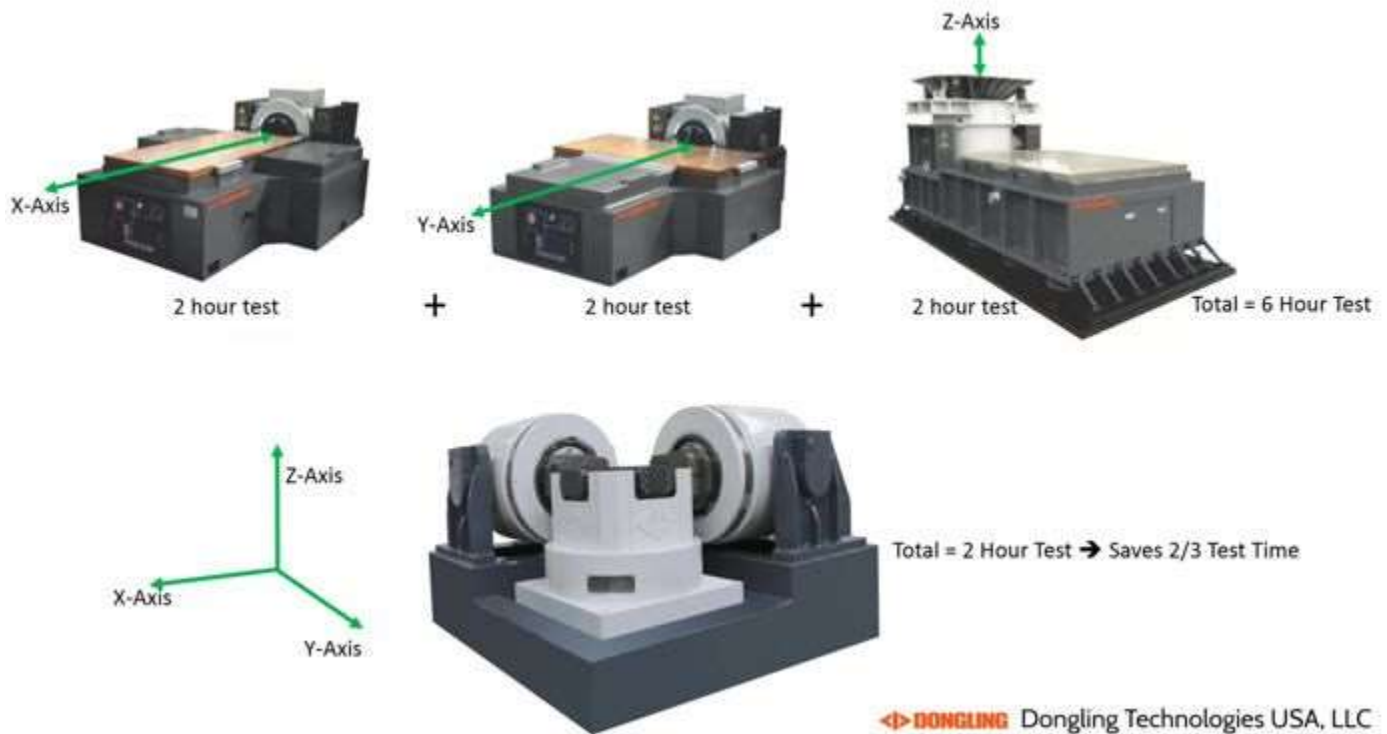 Z-Axis
X-Axis
Y-Axis
2 hour test
+
2 hour test
+
2 hour test
Total = 6 Hour Test
Z-Axis
X-Axis
Y-Axis
Total = 2 Hour Test → Saves 2/3 Test Time
DONGLING Dongling Technologies USA, LLC